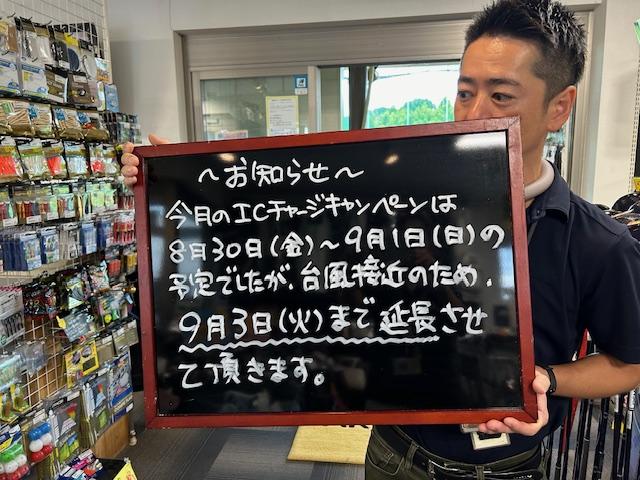 ～お知らせ～
今月のICチャージキャンペーンは
8月30日(金)～9月1日(日)の
予定でしたが、台風接近のため、
9月3日(火)まで延長させ
て頂きます。